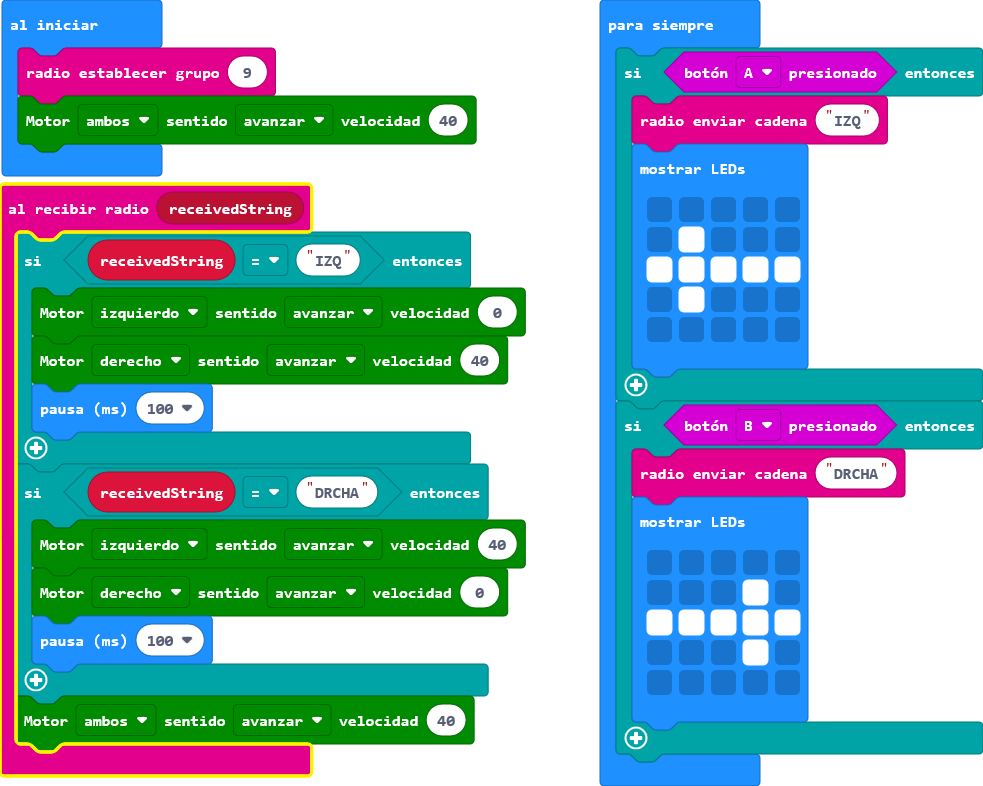 al iniciar
radio establecer grupo 9
Motor ambos sentido avanzar velocidad 40
al recibir radio receivedString
si receivedString = "IZQ" entonces
Motor izquierdo sentido avanzar velocidad 0
Motor derecho sentido avanzar velocidad 40
pausa (ms) 100
si receivedString = "DRCHA" entonces
Motor izquierdo sentido avanzar velocidad 40
Motor derecho sentido avanzar velocidad 0
pausa (ms) 100
Motor ambos sentido avanzar velocidad 40
para siempre
si botón A presionado entonces
radio enviar cadena "IZQ"
mostrar LEDs
si botón B presionado entonces
radio enviar cadena "DRCHA"
mostrar LEDs